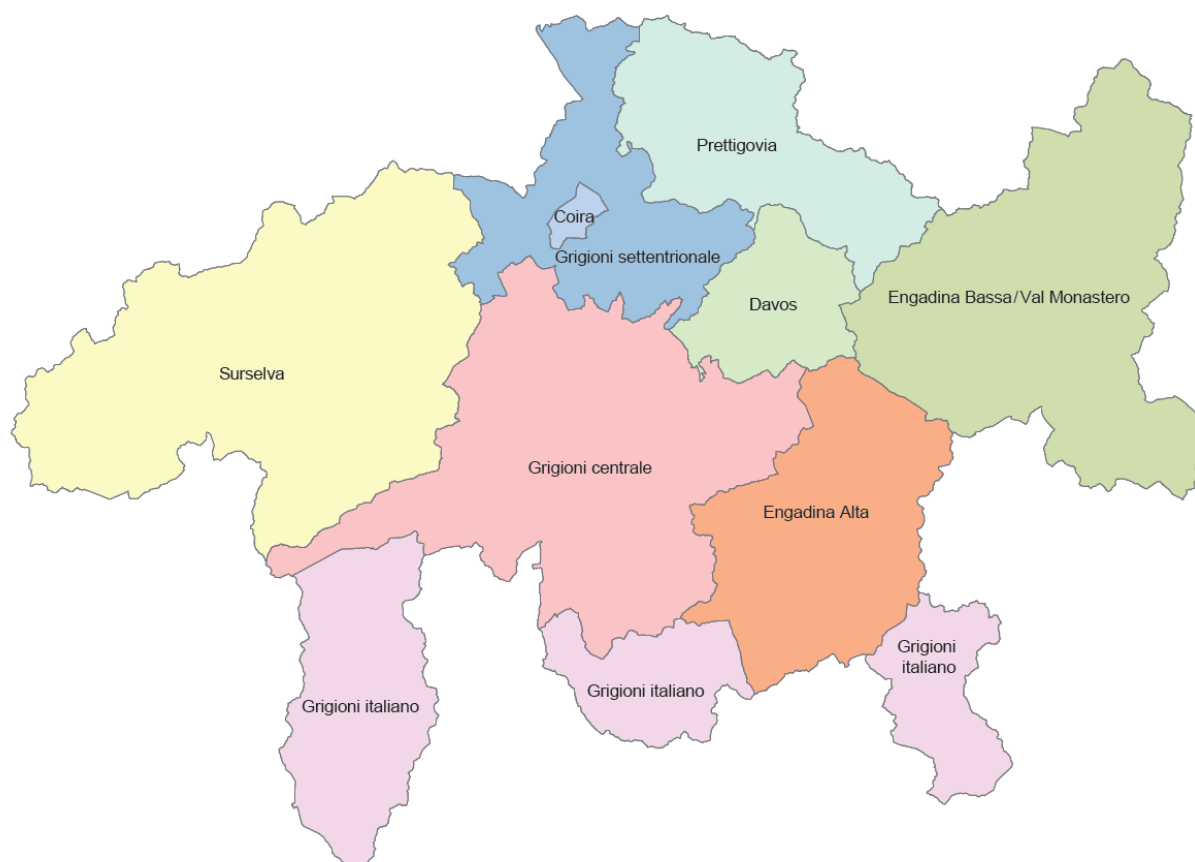 Prettigovia
Coira
Grigioni settentrionale
Engadina Bassa/Val Monastero
Davos
Surselva
Grigioni centrale
Engadina Alta
Grigioni
italiano
Grigioni italiano
Grigioni italiano